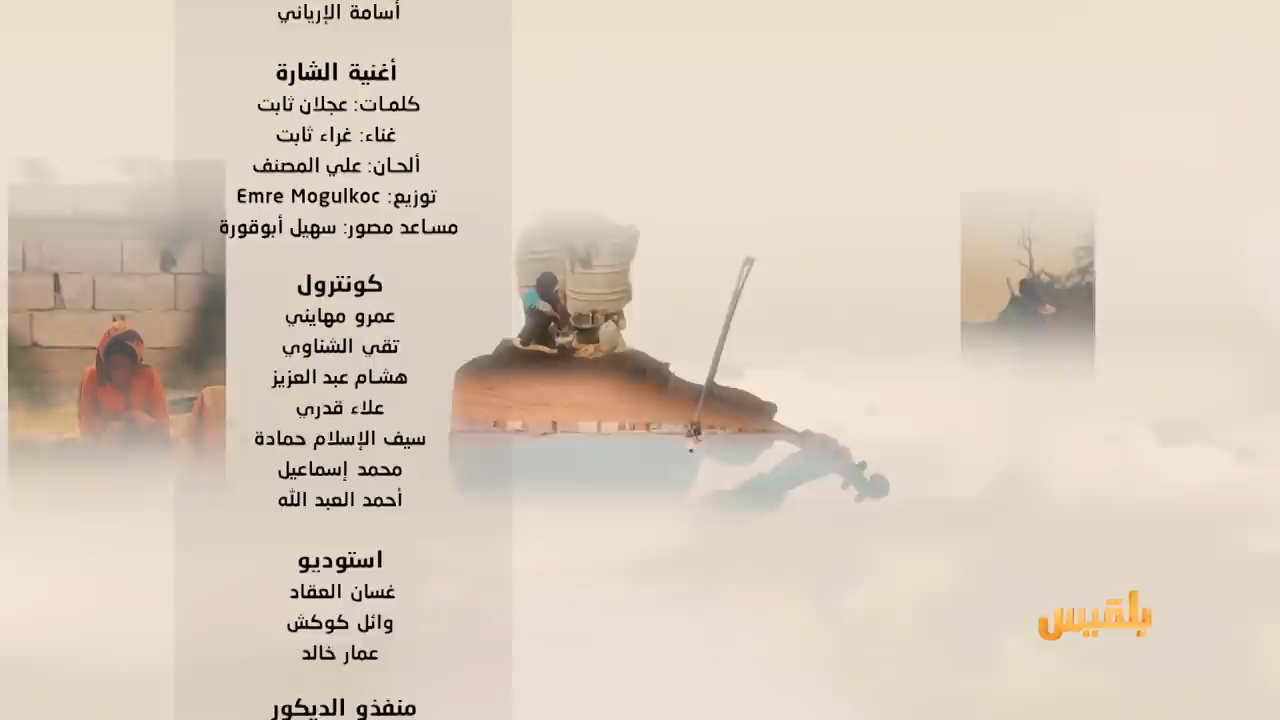 أسامة الإرياني
أغنية الشارة
كلمات: عجلان ثابت
غناء: غراء ثابت
ألحان: علي المصنف
توزيع: Emre Mogulkoc
مساعد مصور: سهيل أبوقورة
كونترول
عمرو مهايني
تقي الشناوي
هشام عبد العزيز
علاء قدري
سيف الإسلام حمادة
محمد إسماعيل
أحمد العبد الله
استوديو
غسان العقاد
وائل كوكش
عمار خالد
منفذو الديكور
بلقيس